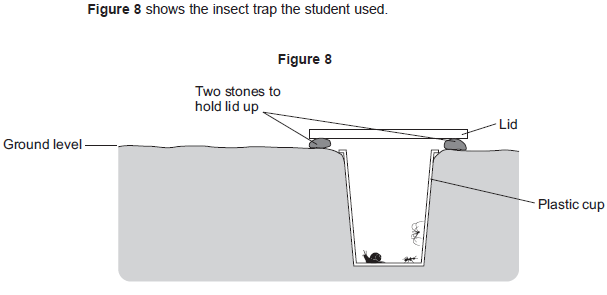 Figure 8 shows the insect trap the student used.
Figure 8
Two stones to
hold lid up
Lid
Ground level
Plastic cup